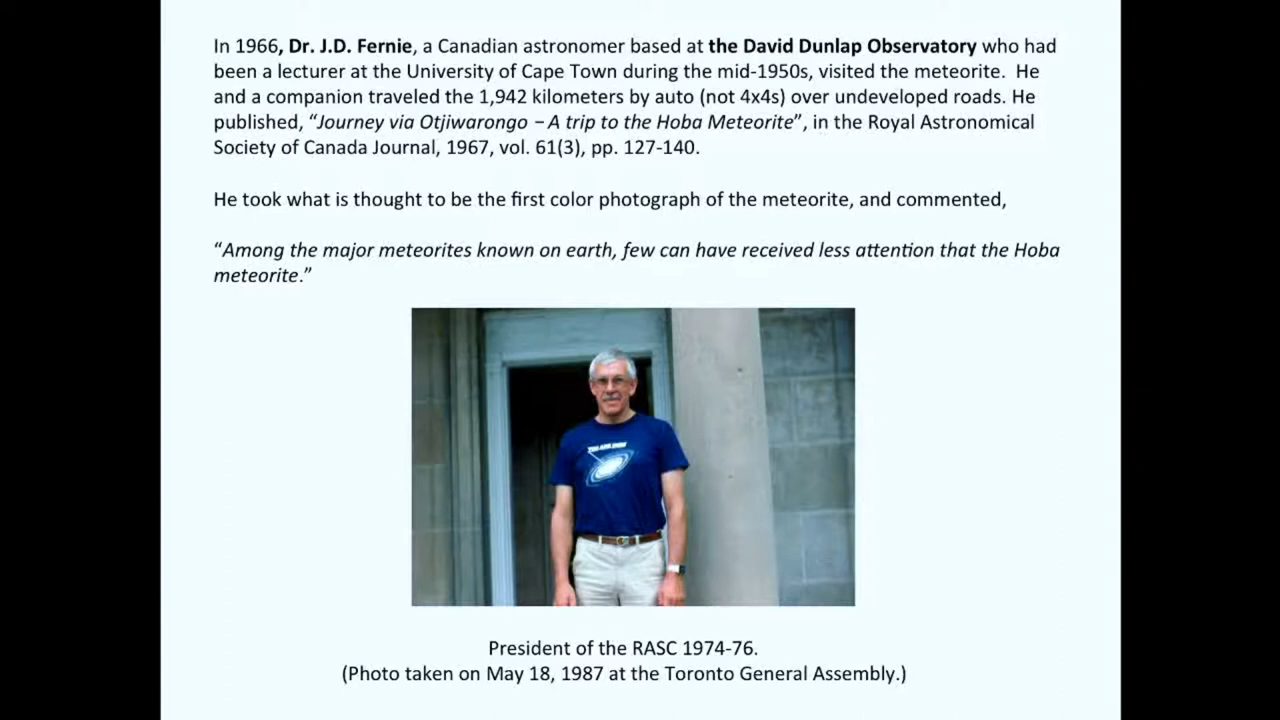 In 1966, Dr. J.D. Fernie, a Canadian astronomer based at the David Dunlap Observatory who had
been a lecturer at the University of Cape Town during the mid-1950s, visited the meteorite.  He
and a companion traveled the 1,942 kilometers by auto (not 4x4s) over undeveloped roads. He
published, “Journey via Otjiwarongo – A trip to the Hoba Meteorite”, in the Royal Astronomical
Society of Canada Journal, 1967, vol. 61(3), pp. 127-140.
He took what is thought to be the first color photograph of the meteorite, and commented,
“Among the major meteorites known on earth, few can have received less attention that the Hoba
meteorite.”
President of the RASC 1974-76.
(Photo taken on May 18, 1987 at the Toronto General Assembly.)